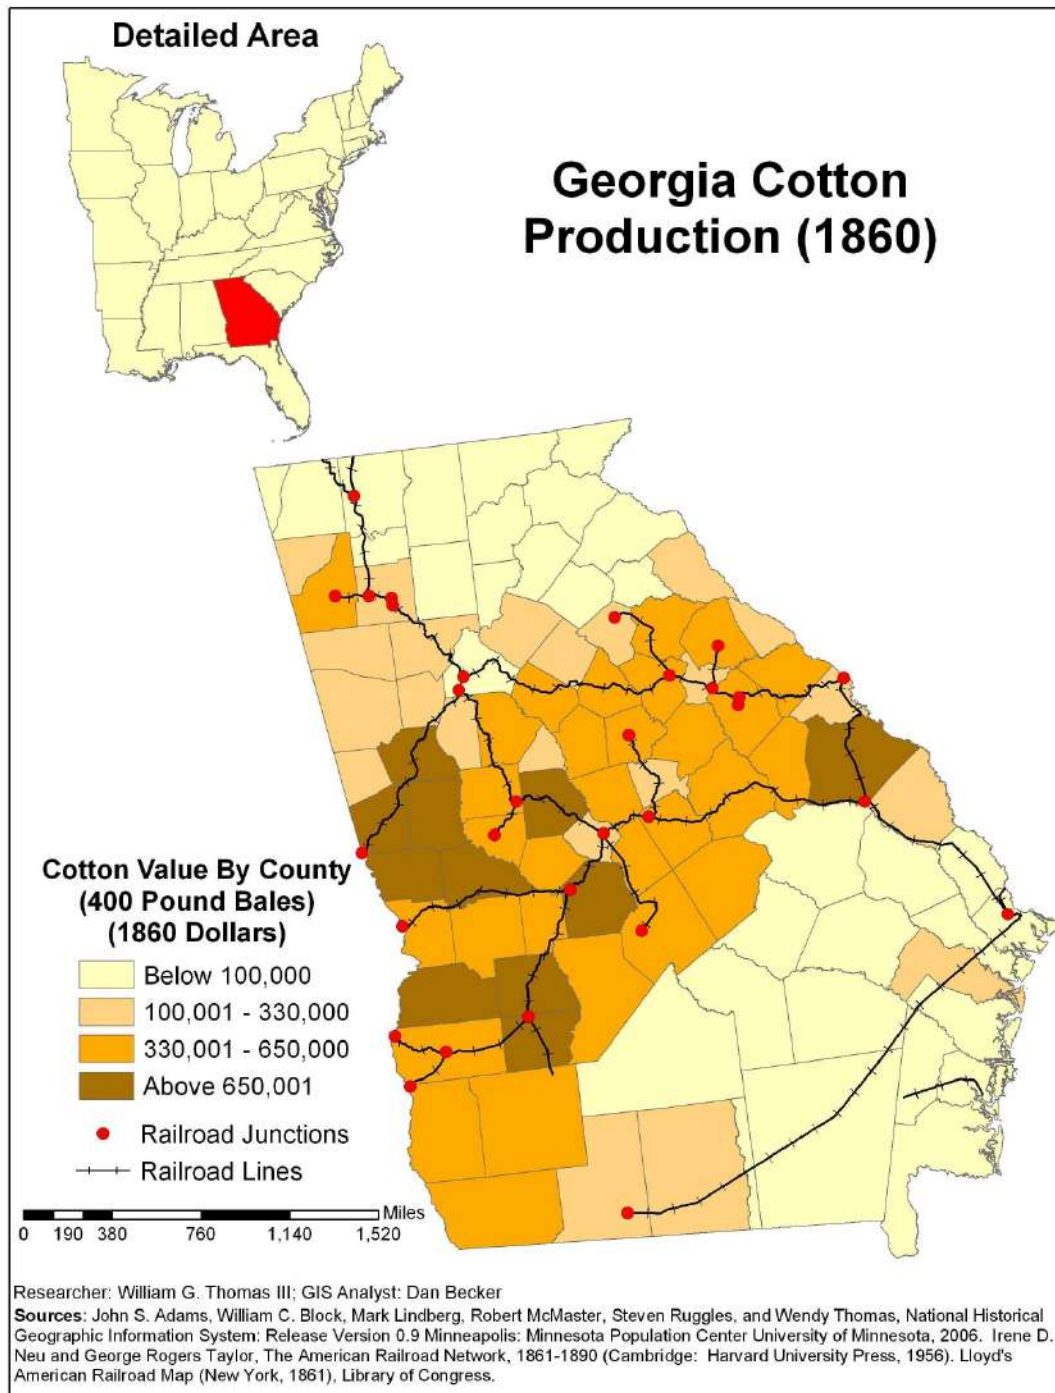 Detailed Area
Georgia Cotton
Production (1860)
Cotton Value By County
(400 Pound Bales)
(1860 Dollars)
Below 100,000
100,001 - 330,000
330,001 - 650,000
Above 650,001
Railroad Junctions
Railroad Lines
Miles
0 190 380 760 1,140 1,520
Researcher: William G. Thomas III; GIS Analyst: Dan Becker
Sources: John S. Adams, William C. Block, Mark Lindberg, Robert McMaster, Steven Ruggles, and Wendy Thomas, National Historical
Geographic Information System: Release Version 0.9 Minneapolis: Minnesota Population Center University of Minnesota, 2006. Irene D.
Neu and George Rogers Taylor, The American Railroad Network, 1861-1890 (Cambridge: Harvard University Press, 1956). Lloyd's
American Railroad Map (New York, 1861), Library of Congress.